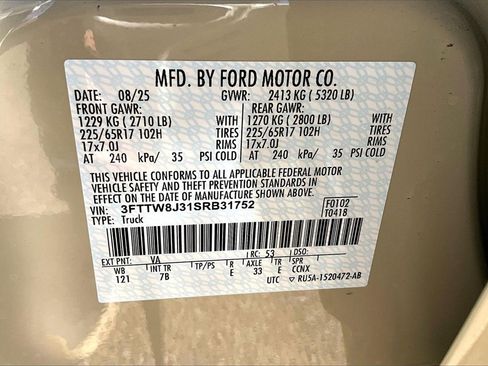 MFD. BY FORD MOTOR CO.
DATE: 08/25 GVWR: 2413 KG ( 5320 LB)
FRONT GAWR: REAR GAWR:
1229 KG ( 2710 LB) WITH 1270 KG ( 2800 LB) WITH
225/65R17 102H TIRES 225/65R17 102H TIRES
17x7.0J RIMS 17x7.0J RIMS
AT 240 kPa/ 35 PSI COLD AT 240 kPa/ 35 PSI COLD
THIS VEHICLE CONFORMS TO ALL APPLICABLE FEDERAL MOTOR
VEHICLE SAFETY AND THEFT PREVENTION STANDARDS IN
EFFECT ON THE DATE OF MANUFACTURE SHOWN ABOVE.
VIN: 3FTTW8J31SRB31752 F0102
TYPE: Truck T0418
EXT PNT: VA RC: 53 DSO:
WB INT TR TP/PS R AXLE TR SPR
121 7B E 33 E CCNX
UTC RU5A-1520472-AB